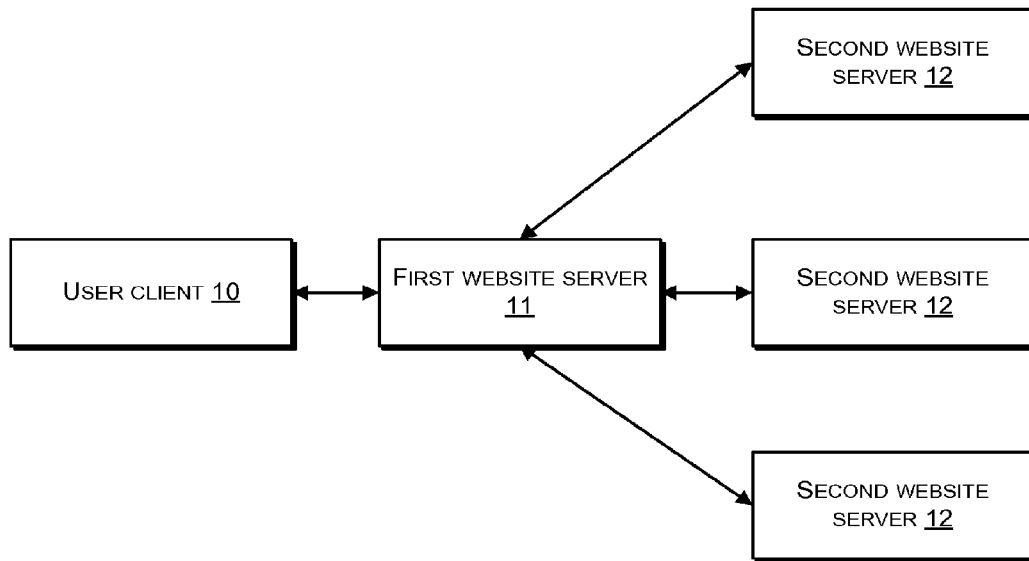 SECOND WEBSITE
SERVER 12
USER CLIENT 10
FIRST WEBSITE SERVER
11
SECOND WEBSITE
SERVER 12
SECOND WEBSITE
SERVER 12